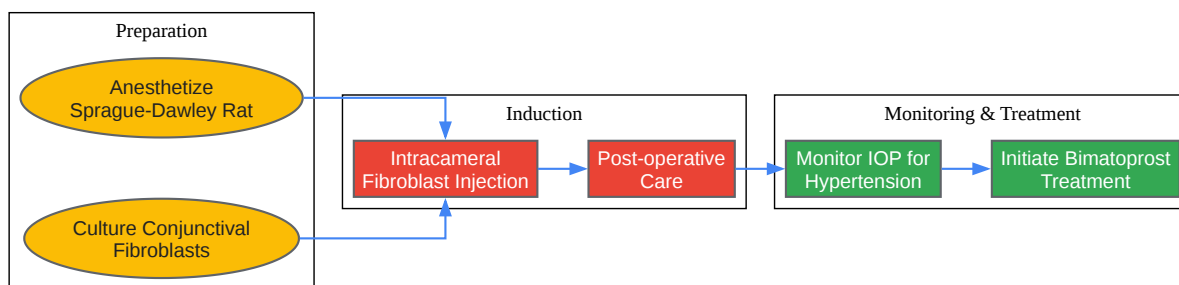 Preparation
Anesthetize
Sprague-Dawley Rat
Culture Conjunctival
Fibroblasts
Induction
Intracameral
Fibroblast Injection
Post-operative
Care
Monitoring & Treatment
Monitor IOP for
Hypertension
Initiate Bimatoprost
Treatment